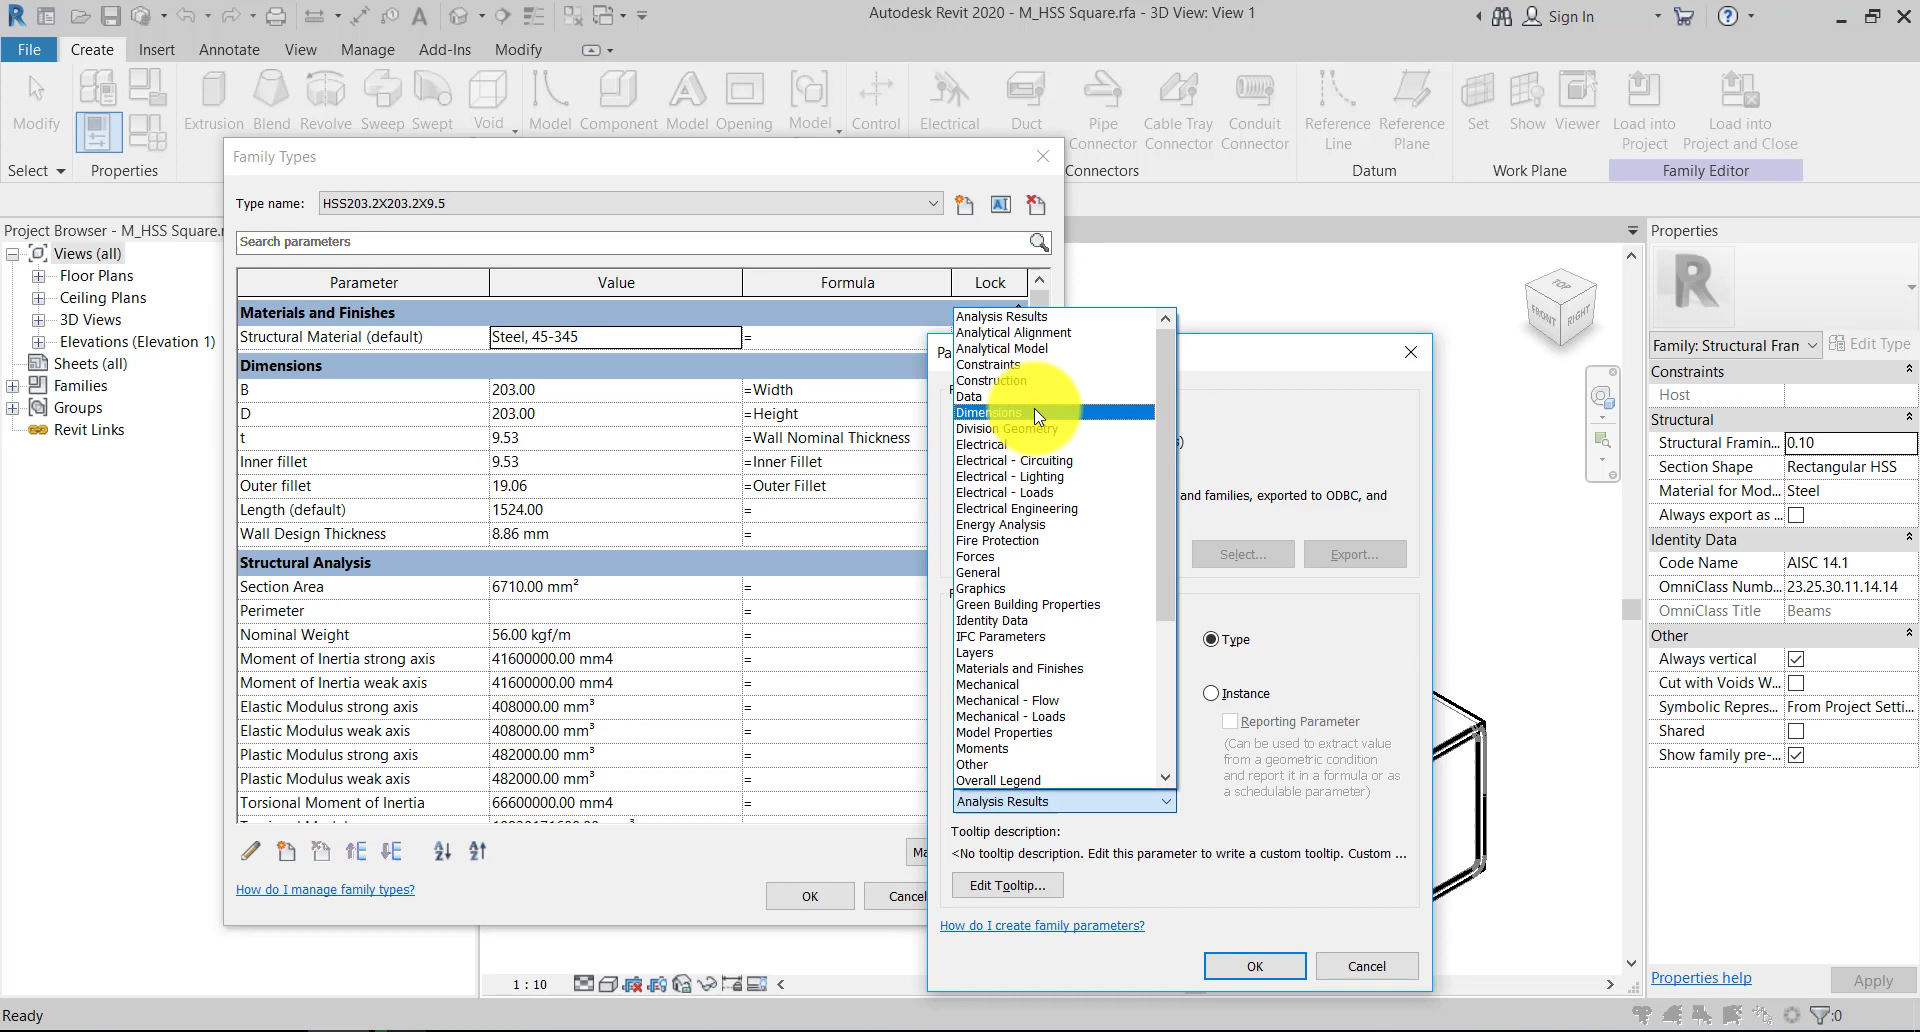 Autodesk Revit 2020 - M_HSS Square.rfa - 3D View: View 1
Sign In
File Create Insert Annotate View Manage Add-Ins Modify
Modify
Extrusion Blend Revolve Sweep Swept Void Model Component Model Opening Model Control Electrical Duct Pipe Cable Tray Conduit Reference Reference Set Show Viewer Load into Load into
Connector Connector Connector Line Plane Project Project and Close
Select Properties Connectors Datum Work Plane Family Editor
Family Types
Type name: HSS203.2X203.2X9.5
Search parameters
Parameter Value Formula Lock
Materials and Finishes
Structural Material (default) Steel, 45-345 =
Dimensions
B 203.00 =Width
D 203.00 =Height
t 9.53 =Wall Nominal Thickness
Inner fillet 9.53 =Inner Fillet
Outer fillet 19.06 =Outer Fillet
Length (default) 1524.00 =
Wall Design Thickness 8.86 mm =
Structural Analysis
Section Area 6710.00 mm² =
Perimeter =
Nominal Weight 56.00 kgf/m =
Moment of Inertia strong axis 41600000.00 mm4 =
Moment of Inertia weak axis 41600000.00 mm4 =
Elastic Modulus strong axis 408000.00 mm³ =
Elastic Modulus weak axis 408000.00 mm³ =
Plastic Modulus strong axis 482000.00 mm³ =
Plastic Modulus weak axis 482000.00 mm³ =
Torsional Moment of Inertia 66600000.00 mm4 =
How do I manage family types?
OK
Cancel
Project Browser - M_HSS Square.r
Views (all)
Floor Plans
Ceiling Plans
3D Views
Elevations (Elevation 1)
Sheets (all)
Families
Groups
Revit Links
Pa
Analysis Results
Analytical Alignment
Analytical Model
Constraints
Construction
Data
Dimensions
Division Geometry
Electrical
Electrical - Circuiting
Electrical - Lighting
Electrical - Loads
Electrical Engineering
Energy Analysis
Fire Protection
Forces
General
Graphics
Green Building Properties
Identity Data
IFC Parameters
Layers
Materials and Finishes
Mechanical
Mechanical - Flow
Mechanical - Loads
Model Properties
Moments
Other
Overall Legend
Analysis Results
and families, exported to ODBC, and
Select... Export...
Type
Instance
Reporting Parameter
(Can be used to extract value
from a geometric condition
and report it in a formula or as
a schedulable parameter)
Tooltip description:
<No tooltip description. Edit this parameter to write a custom tooltip. Custom ...
Edit Tooltip...
How do I create family parameters?
OK Cancel
TOP
FRONT RIGHT
Properties
R
Family: Structural Fran Edit Type
Constraints
Host
Structural
Structural Framin... 0.10
Section Shape Rectangular HSS
Material for Mod... Steel
Always export as ...
Identity Data
Code Name AISC 14.1
OmniClass Numb... 23.25.30.11.14.14
OmniClass Title Beams
Other
Always vertical
Cut with Voids W...
Symbolic Repres... From Project Setti...
Shared
Show family pre-...
Properties help Apply
1 : 10
Ready
:0